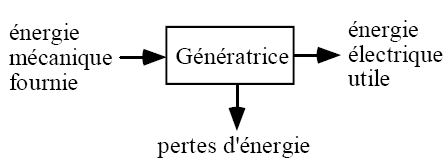 énergie
mécanique
fournie
Génératrice
énergie
électrique
utile
pertes d'énergie